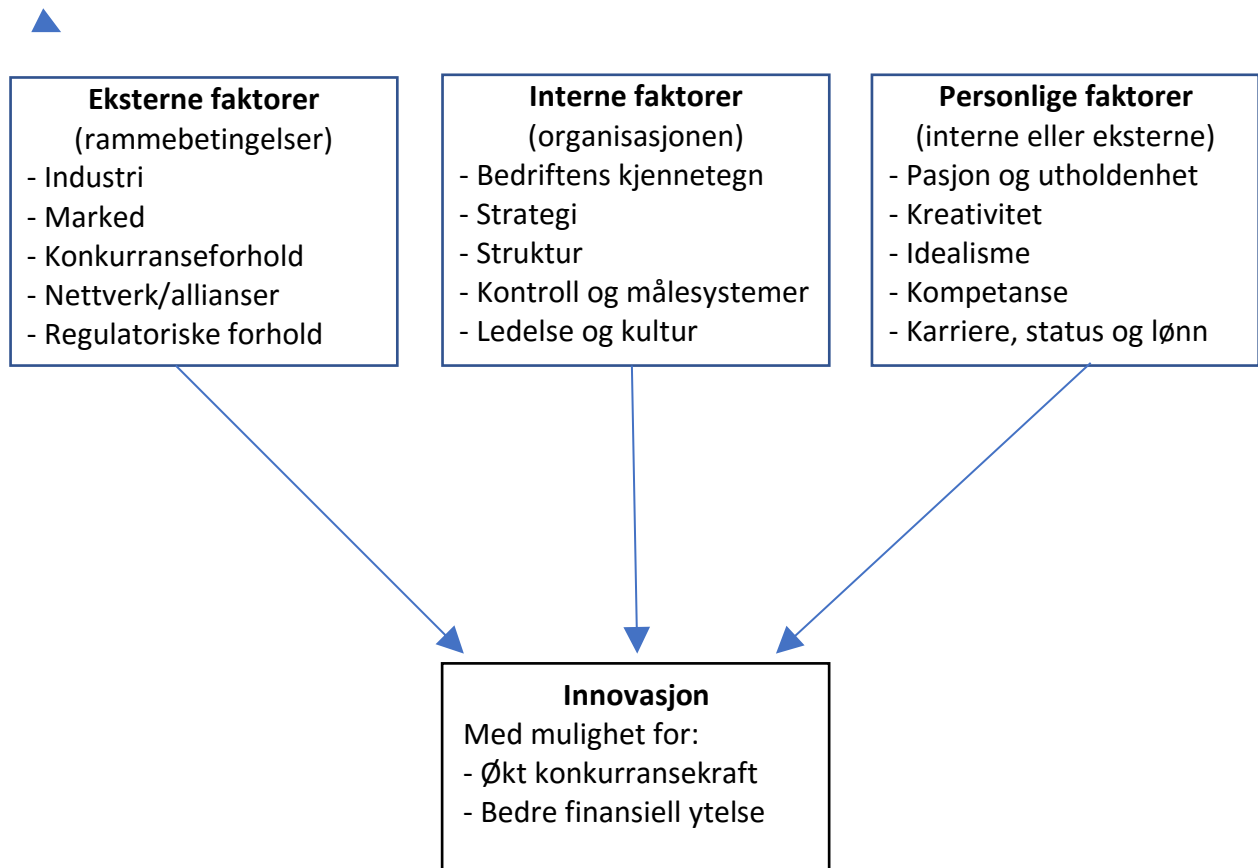 Eksterne faktorer
(rammebetingelser)
- Industri
- Marked
- Konkurranseforhold
- Nettverk/allianser
- Regulatoriske forhold
Interne faktorer
(organisasjonen)
- Bedriftens kjennetegn
- Strategi
- Struktur
- Kontroll og målesystemer
- Ledelse og kultur
Personlige faktorer
(interne eller eksterne)
- Pasjon og utholdenhet
- Kreativitet
- Idealisme
- Kompetanse
- Karriere, status og lønn
Innovasjon
Med mulighet for:
- Økt konkurransekraft
- Bedre finansiell ytelse